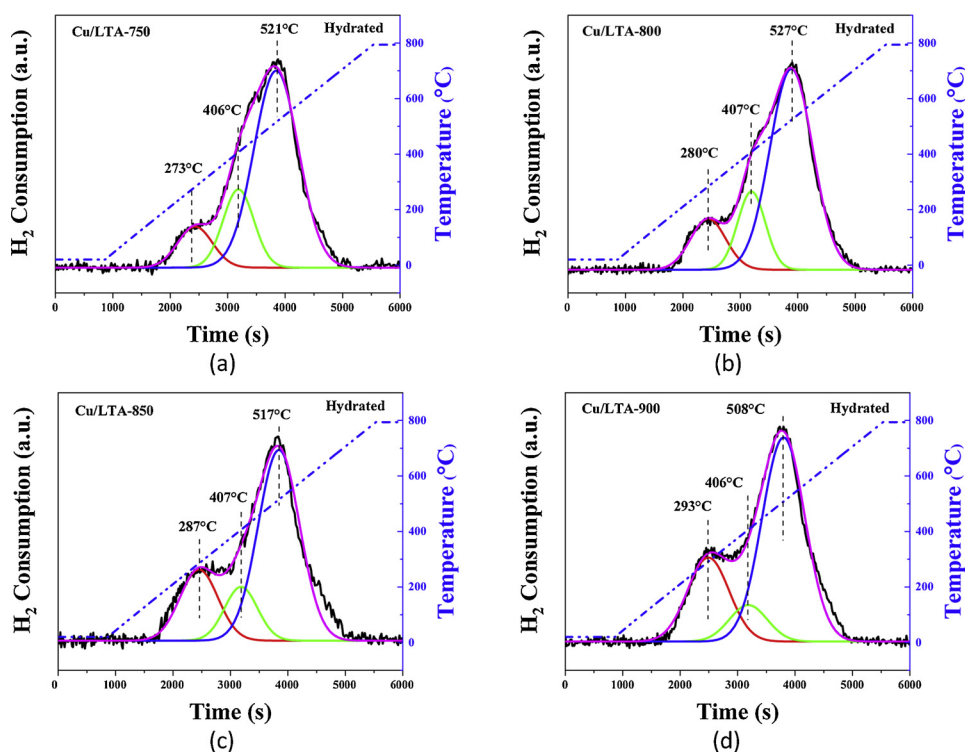 Cu/LTA-750
521°C
Hydrated
406°C
273°C
H2 Consumption (a.u.)
800
600
400
200
0
Temperature (°C)
0 1000 2000 3000 4000 5000 6000
Time (s)
(a)
Cu/LTA-800
527°C
Hydrated
407°C
280°C
H2 Consumption (a.u.)
800
600
400
200
0
Temperature (°C)
0 1000 2000 3000 4000 5000 6000
Time (s)
(b)
Cu/LTA-850
517°C
Hydrated
407°C
287°C
H2 Consumption (a.u.)
800
600
400
200
0
Temperature (°C)
0 1000 2000 3000 4000 5000 6000
Time (s)
(c)
Cu/LTA-900
508°C
Hydrated
406°C
293°C
H2 Consumption (a.u.)
800
600
400
200
0
Temperature (°C)
0 1000 2000 3000 4000 5000 6000
Time (s)
(d)